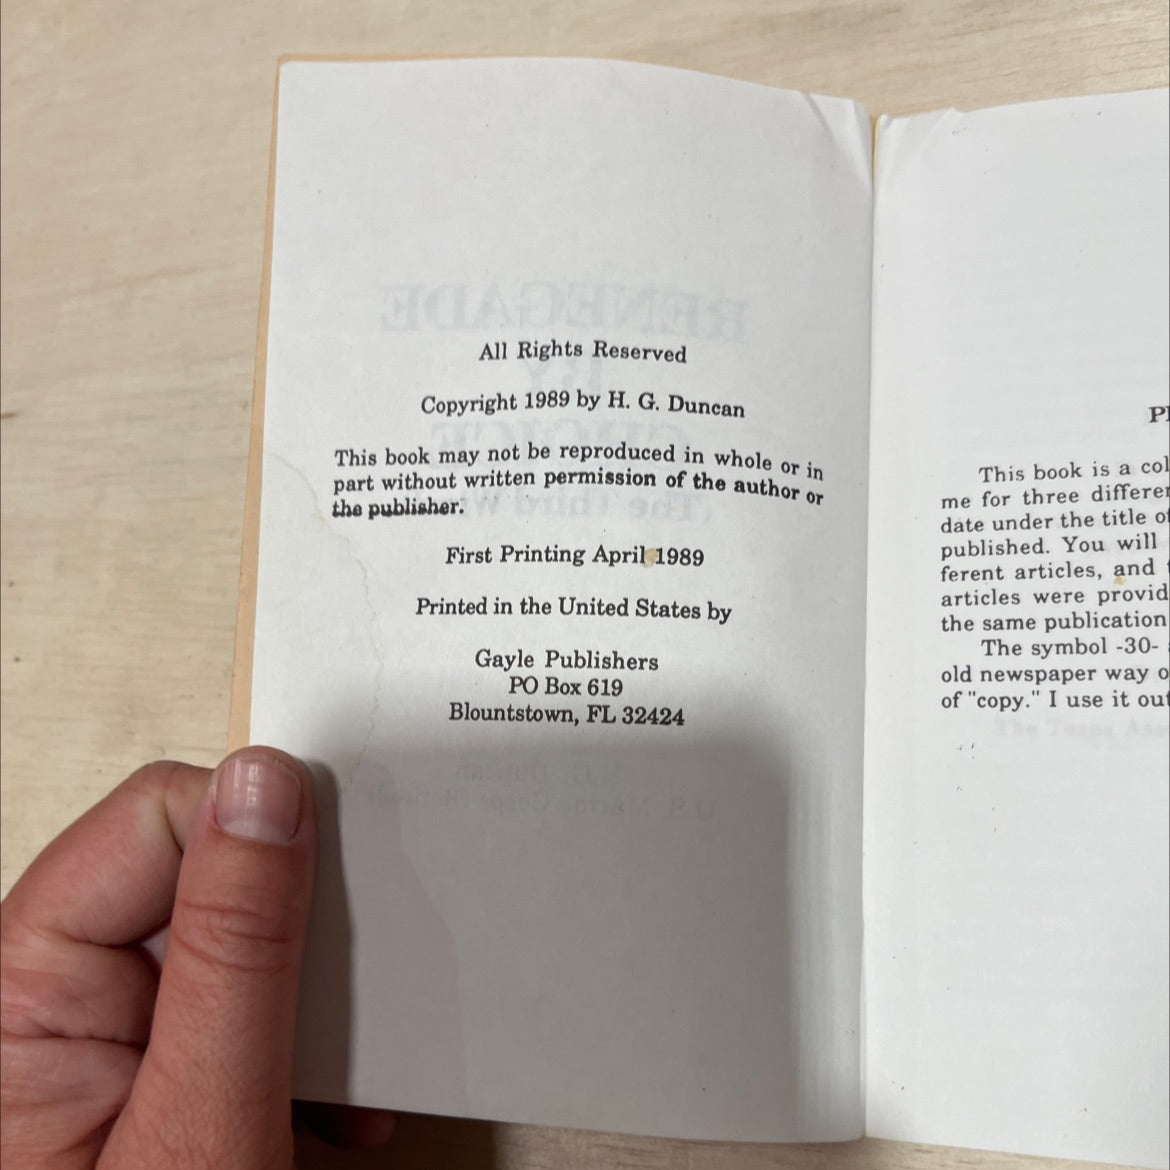 All Rights Reserved
Copyright 1989 by H. G. Duncan
This book may not be reproduced in whole or in
part without written permission of the author or
the publisher.
First Printing April 1989
Printed in the United States by
Gayle Publishers
PO Box 619
Blountstown, FL 32424
This book is a col
me for three differen
date under the title of
published. You will
ferent articles, and
articles were provid
the same publication
The symbol -30-
old newspaper way o
of "copy." I use it out